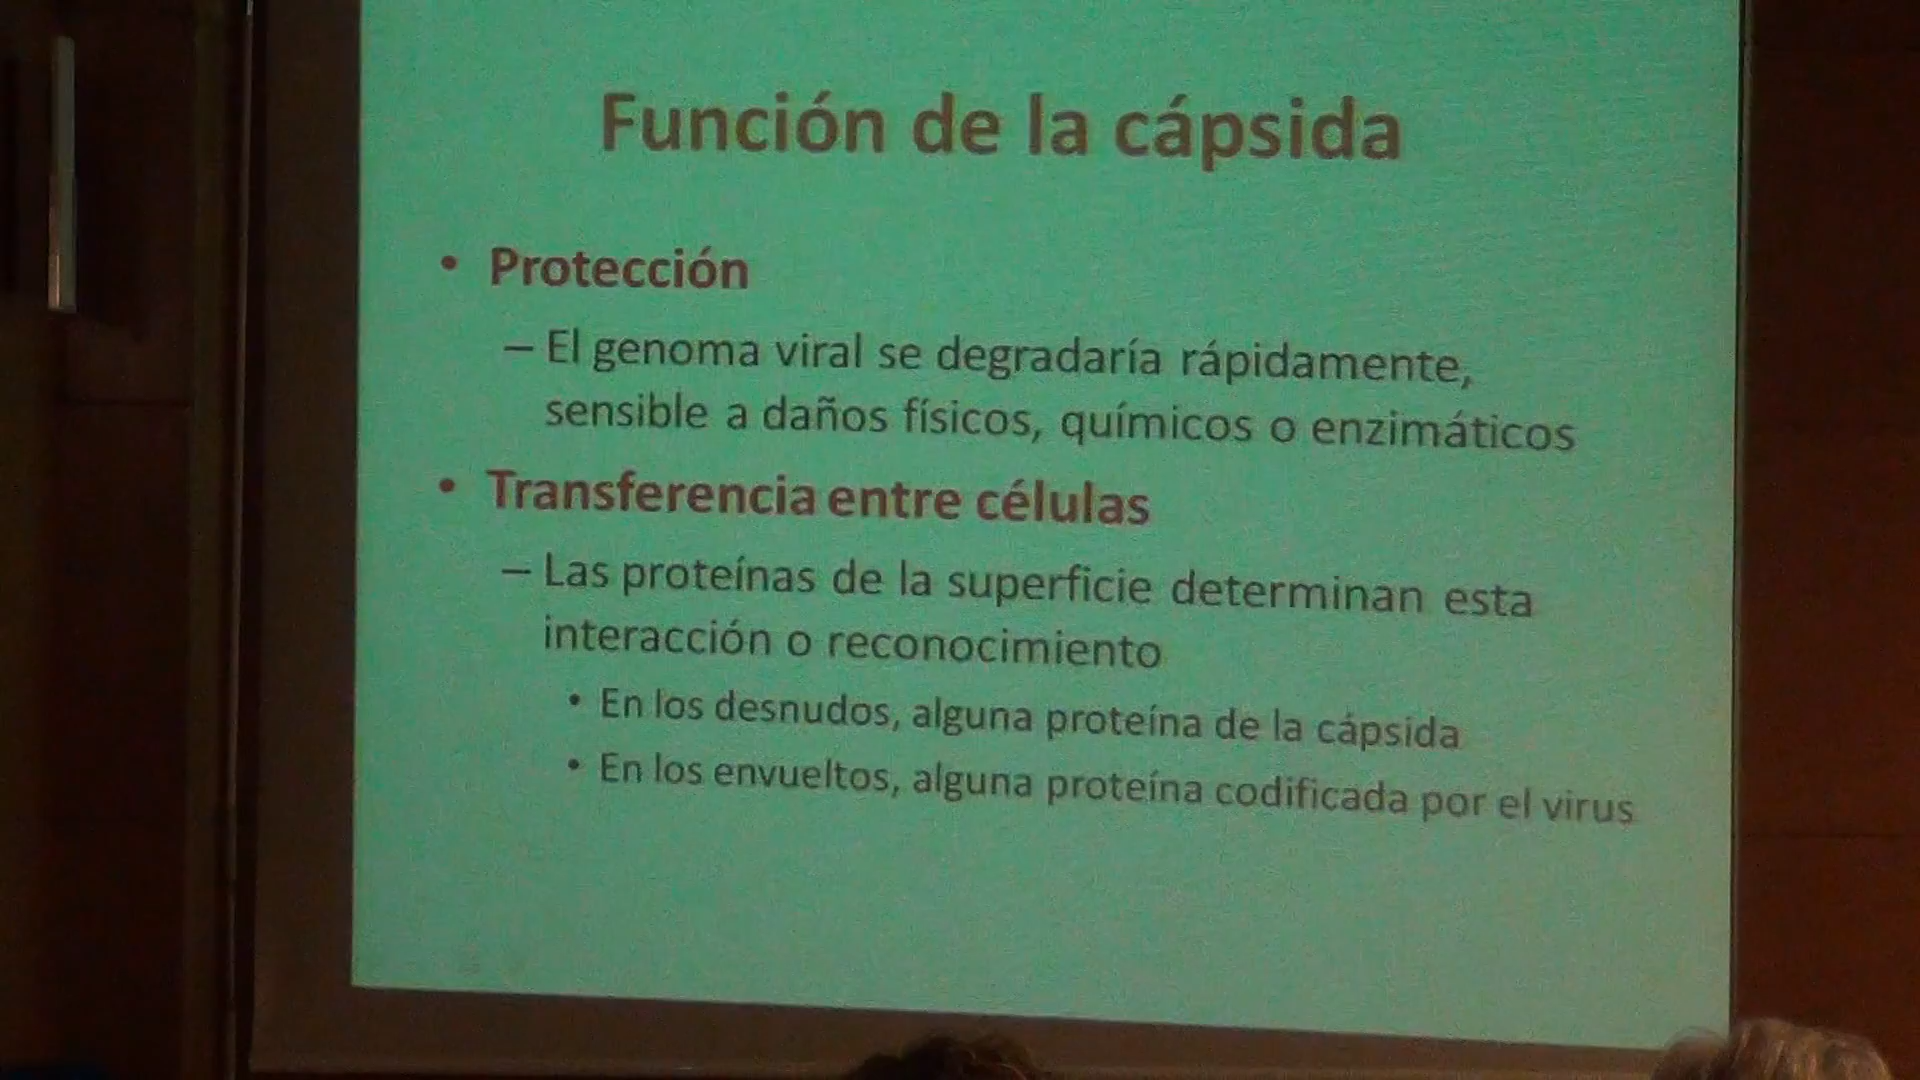 Función de la cápsida
• Protección
– El genoma viral se degradaría rápidamente,
sensible a daños físicos, químicos o enzimáticos
• Transferencia entre células
– Las proteínas de la superficie determinan esta
interacción o reconocimiento
• En los desnudos, alguna proteína de la cápsida
• En los envueltos, alguna proteína codificada por el virus